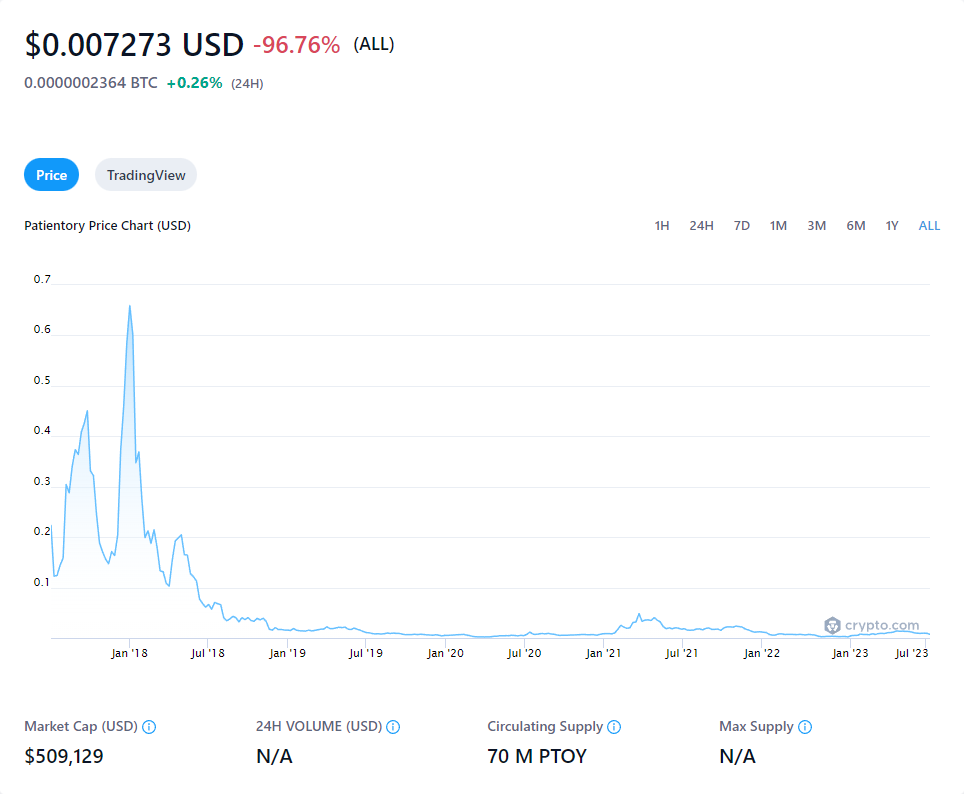 $0.007273 USD -96.76% (ALL)
0.0000002364 BTC +0.26% (24H)
Price TradingView
Patientory Price Chart (USD) 1H 24H 7D 1M 3M 6M 1Y ALL
0.7
0.6
0.5
0.4
0.3
0.2
0.1
crypto.com
Jan'18 Jul '18 Jan '19 Jul '19 Jan '20 Jul '20 Jan '21 Jul '21 Jan '22 Jan '23 Jul '23
Market Cap (USD) 24H VOLUME (USD) Circulating Supply Max Supply
$509,129 N/A 70 M PTOY N/A